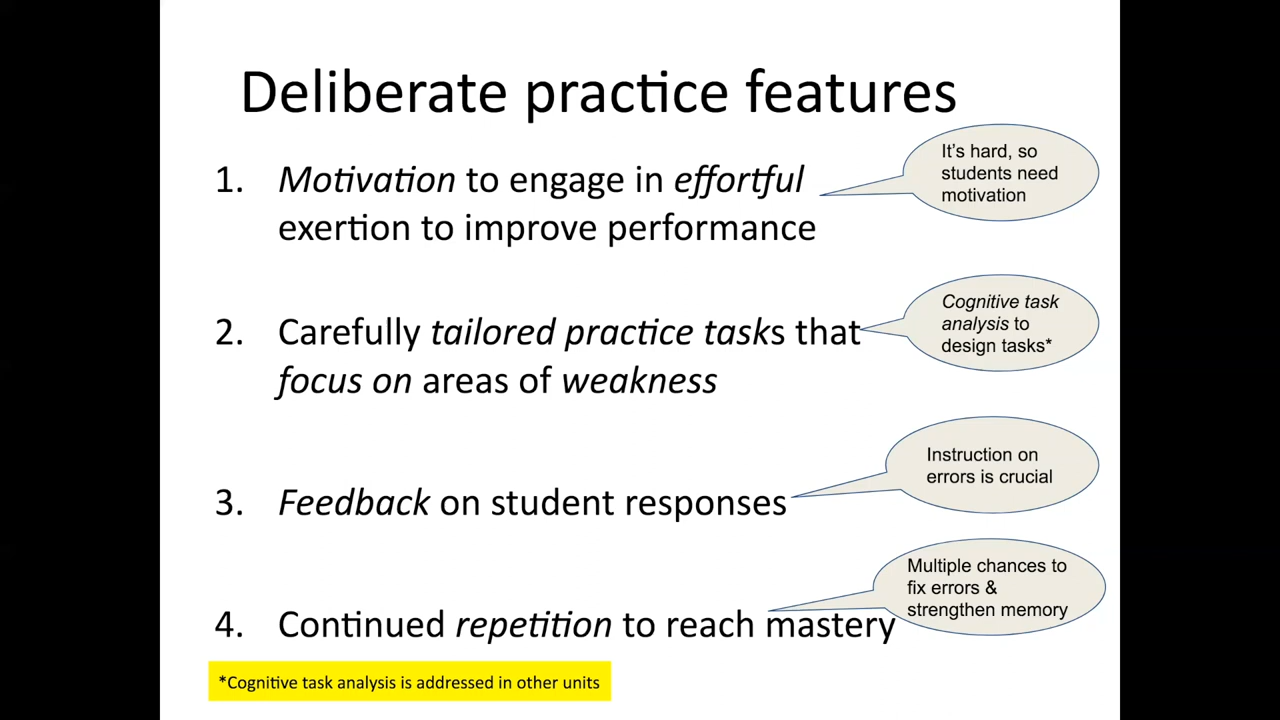 Deliberate practice features
1. Motivation to engage in effortful
exertion to improve performance
It's hard, so
students need
motivation
2. Carefully tailored practice tasks that
focus on areas of weakness
Cognitive task
analysis to
design tasks*
3. Feedback on student responses
Instruction on
errors is crucial
4. Continued repetition to reach mastery
Multiple chances to
fix errors &
strengthen memory
*Cognitive task analysis is addressed in other units